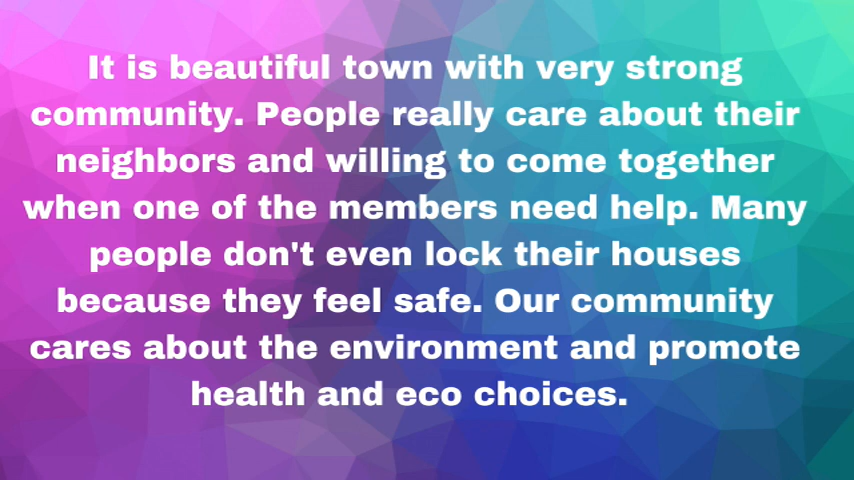 It is beautiful town with very strong
community. People really care about their
neighbors and willing to come together
when one of the members need help. Many
people don't even lock their houses
because they feel safe. Our community
cares about the environment and promote
health and eco choices.